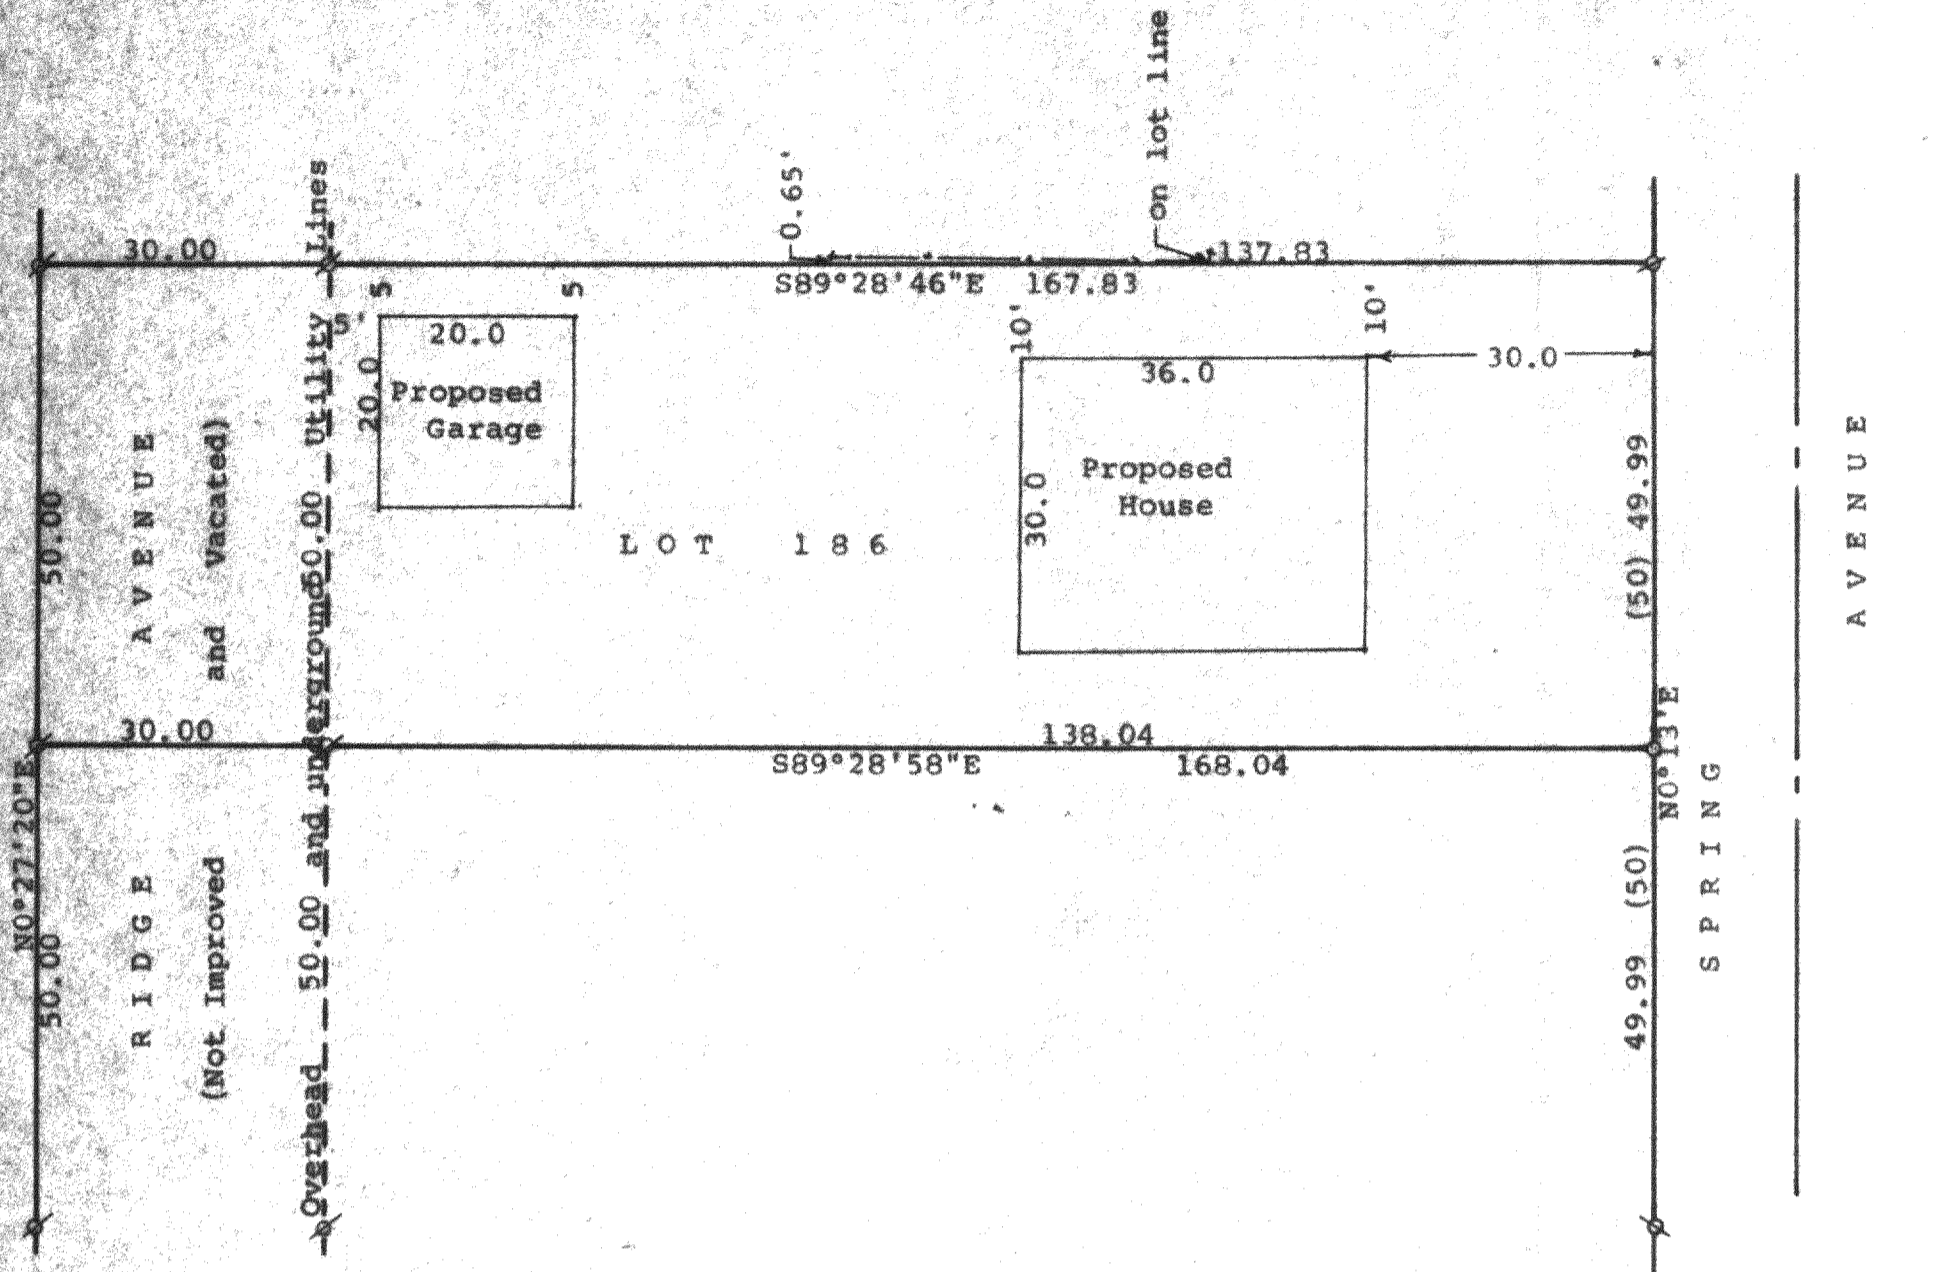 on lot line
0.65'
Lines
30.00
137.83
S89°28'46"E 167.83
5
5
5'
20.0
20.0
Proposed
Garage
10'
10'
36.0
30.0
30.0
Proposed
House
LOT 186
Utility
50.00
50.00
AVENUE
and Vacated)
(50) 49.99
AVENUE
30.00
138.04
S89°28'58"E
168.04
N0°13'E
N0°27'20"E
50.00
RIDGE
(Not Improved
Overhead 50.00 and underground
49.99 (50)
SPRING